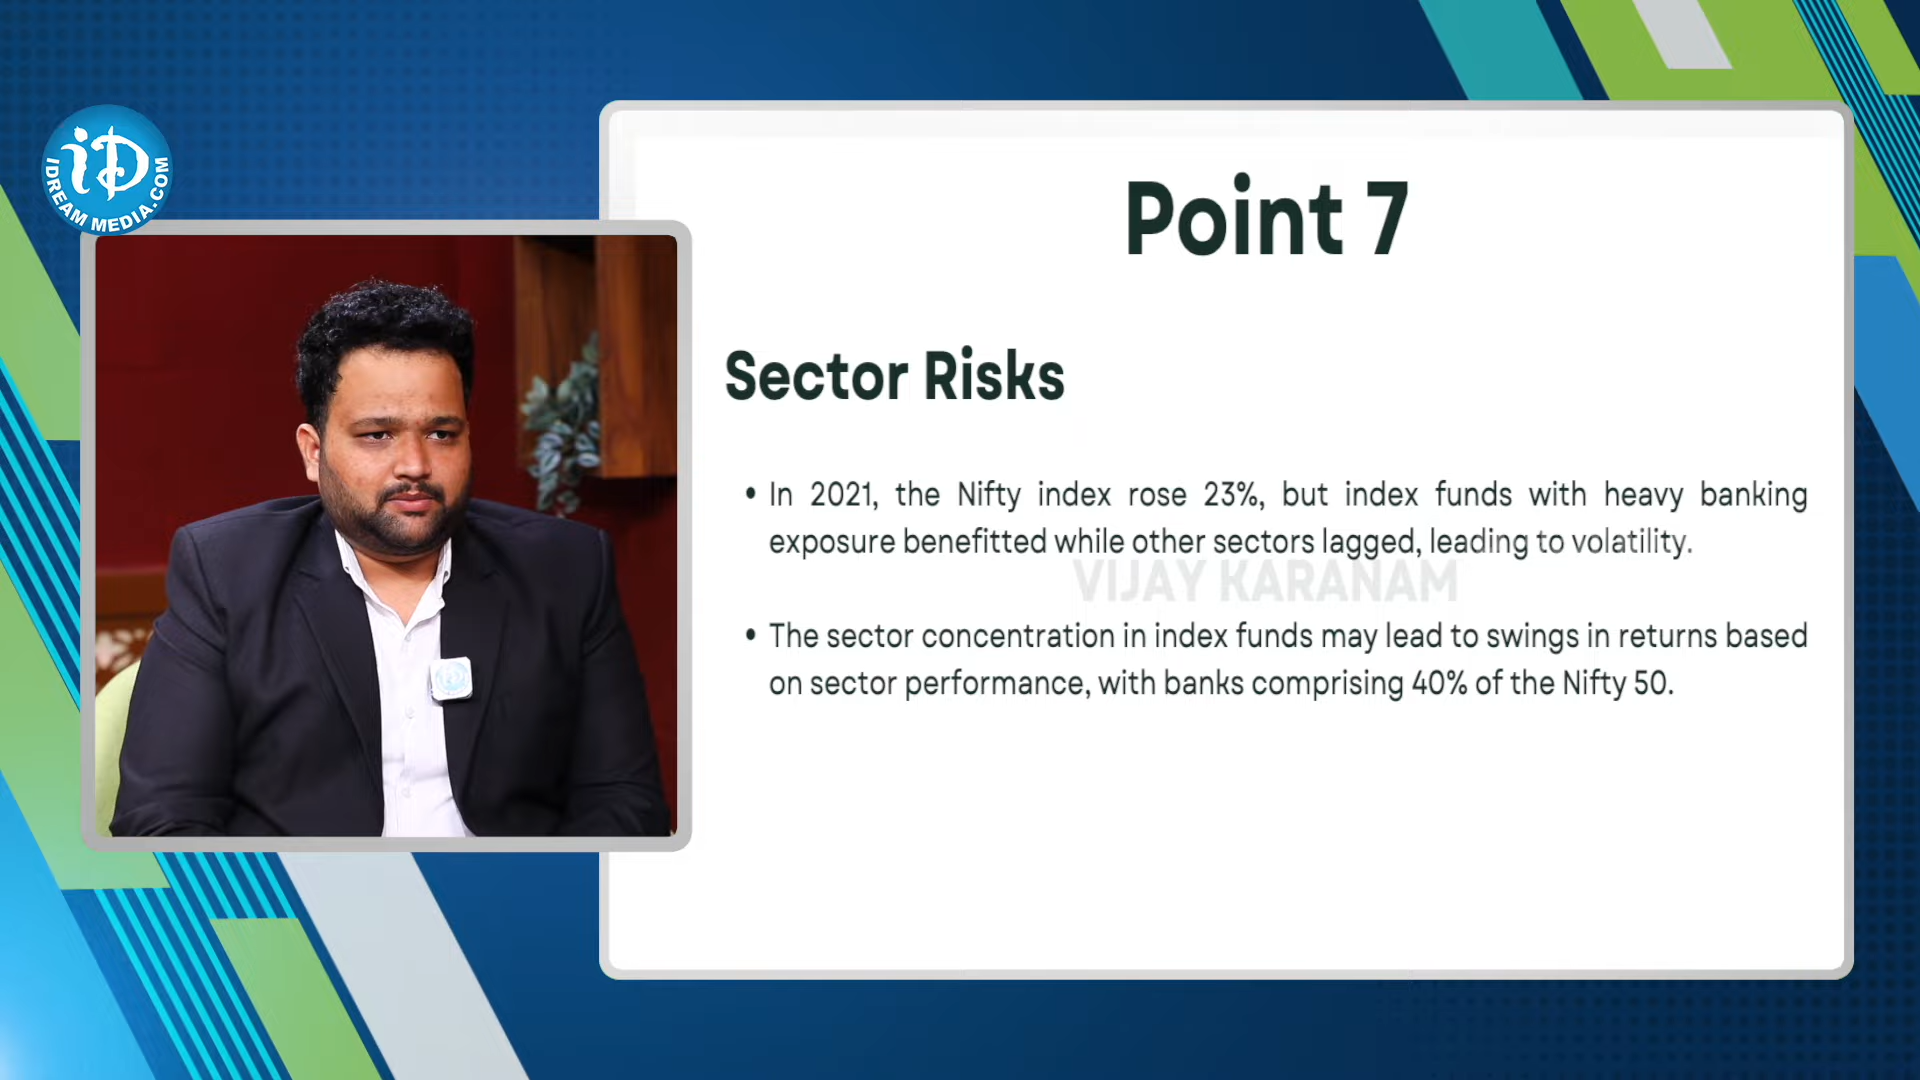 iD
IDREAM MEDIA.COM
Point 7
Sector Risks
• In 2021, the Nifty index rose 23%, but index funds with heavy banking
exposure benefitted while other sectors lagged, leading to volatility.
VIJAY KARANAM
• The sector concentration in index funds may lead to swings in returns based
on sector performance, with banks comprising 40% of the Nifty 50.
iD